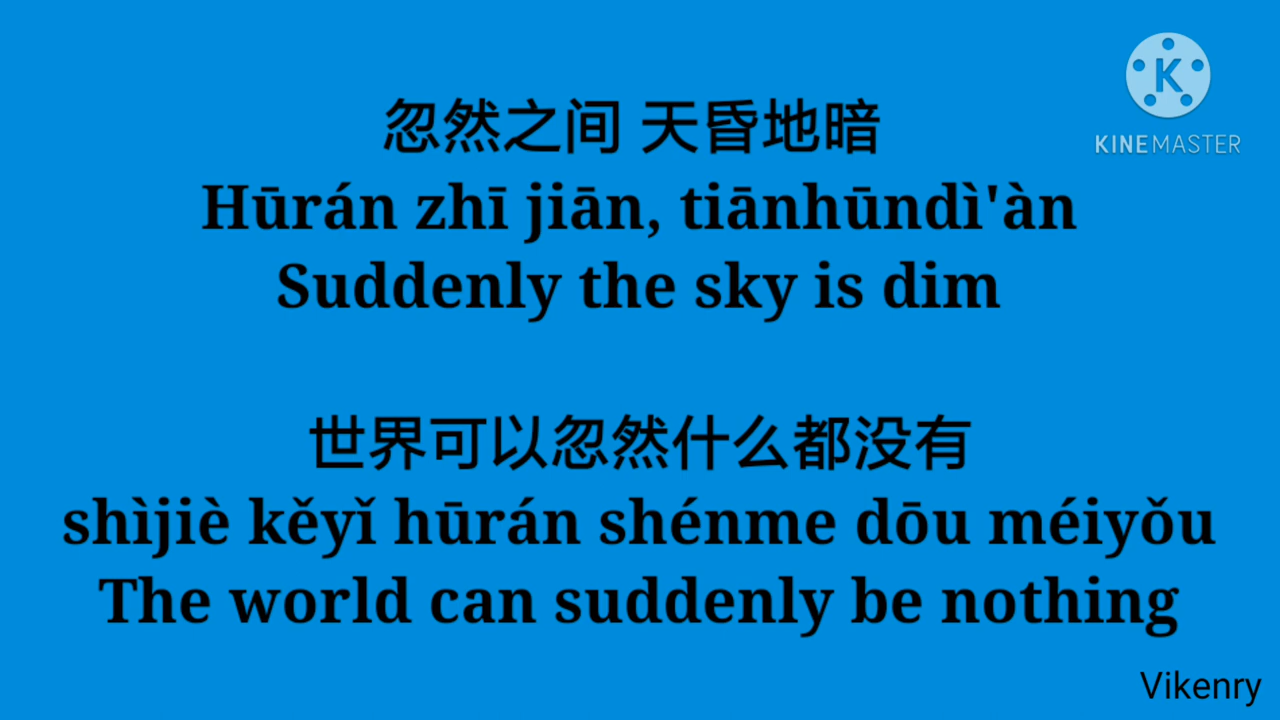 忽然之间 天昏地暗
Hūrán zhī jiān, tiānhūndì'àn
Suddenly the sky is dim
世界可以忽然什么都没有
shìjiè kěyǐ hūrán shénme dōu méiyǒu
The world can suddenly be nothing
K
KINEMASTER
Vikenry